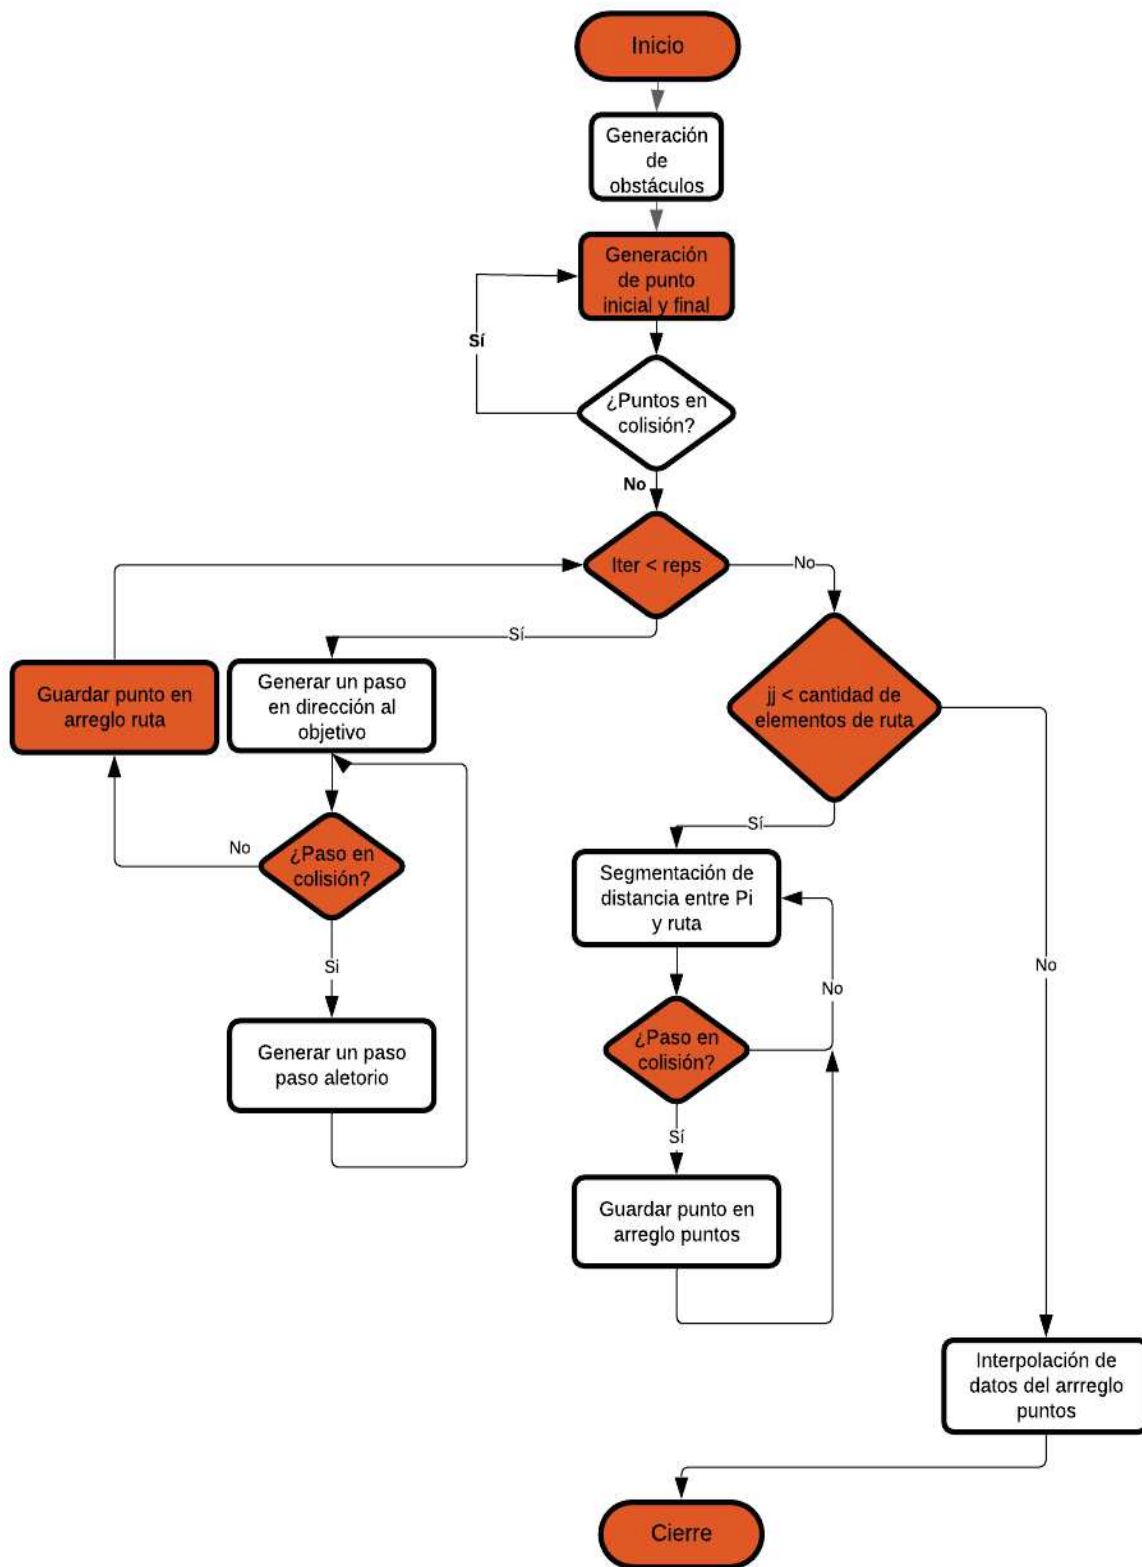 Inicio
Generación
de
obstáculos
Generación
de punto
inicial y final
Sí
¿Puntos en
colisión?
No
Iter < reps
No
Sí
Guardar punto en
arreglo ruta
Generar un paso
en dirección al
objetivo
jj < cantidad de
elementos de ruta
Sí
No
¿Paso en
colisión?
Segmentación de
distancia entre Pi
y ruta
Si
No
No
¿Paso en
colisión?
Generar un paso
paso aletorio
Sí
Guardar punto en
arreglo puntos
Interpolación de
datos del arrreglo
puntos
Cierre